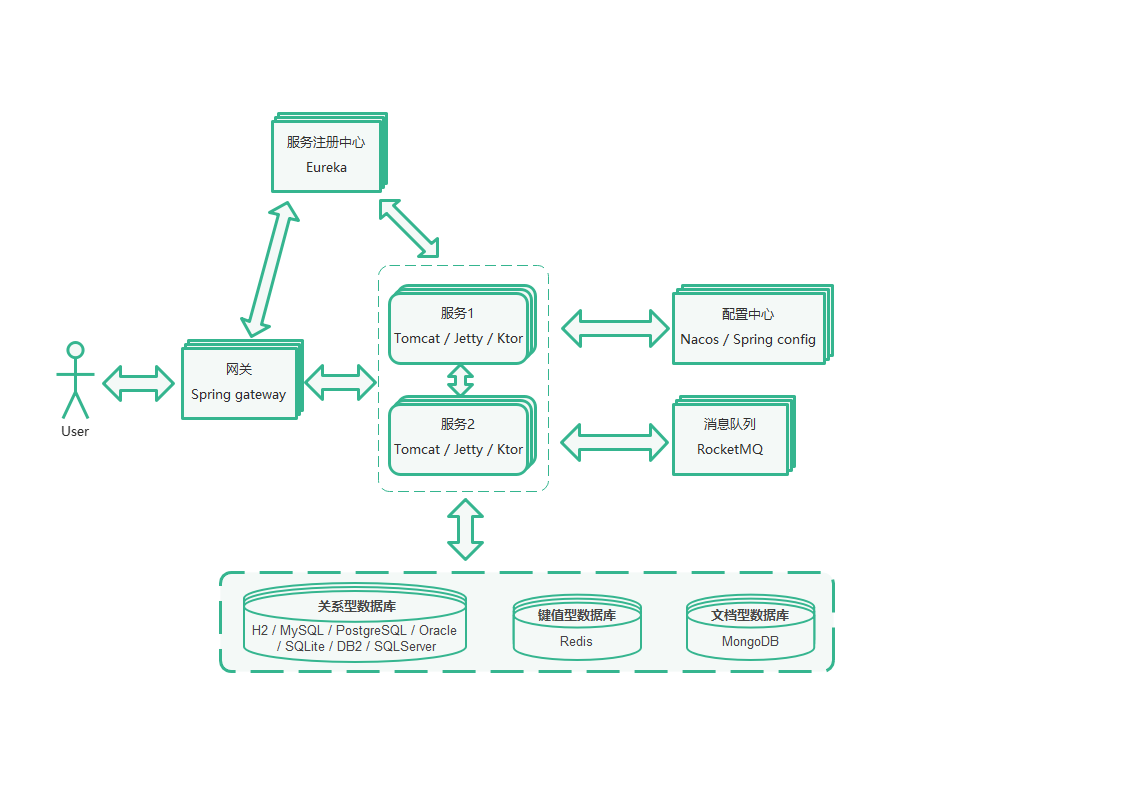 服务注册中心
Eureka
服务1
Tomcat / Jetty / Ktor
配置中心
Nacos / Spring config
网关
Spring gateway
User
服务2
Tomcat / Jetty / Ktor
消息队列
RocketMQ
关系型数据库
H2 / MySQL / PostgreSQL / Oracle
/ SQLite / DB2 / SQLServer
键值型数据库
Redis
文档型数据库
MongoDB